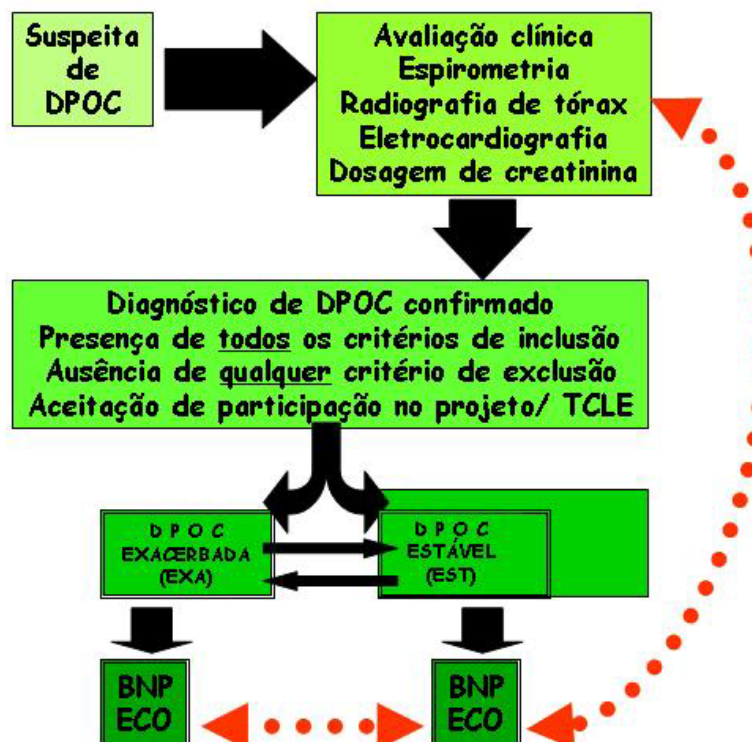 Suspeita
de
DPOC
Avaliação clínica
Espirometria
Radiografia de tórax
Eletrocardiografia
Dosagem de creatinina
Diagnóstico de DPOC confirmado
Presença de todos os critérios de inclusão
Ausência de qualquer critério de exclusão
Aceitação de participação no projeto/ TCLE
D P O C
EXACERBADA
(EXA)
D P O C
ESTÁVEL
(EST)
BNP
ECO
BNP
ECO